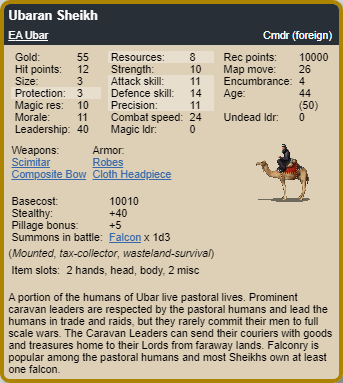 Ubaran Sheikh
EA Ubar Cmdr (foreign)
Gold: 55 Resources: 8 Rec points: 10000
Hit points: 12 Strength: 10 Map move: 26
Size: 3 Attack skill: 11 Encumbrance: 4
Protection: 3 Defence skill: 14 Age: 44
Magic res: 10 Precision: 11 (50)
Morale: 11 Combat speed: 24 Undead ldr: 0
Leadership: 40 Magic ldr: 0
Weapons: Armor:
Scimitar Robes
Composite Bow Cloth Headpiece
Basecost: 10010
Stealthy: +40
Pillage bonus: +5
Summons in battle: Falcon x 1d3
(Mounted, tax-collector, wasteland-survival)
Item slots: 2 hands, head, body, 2 misc
A portion of the humans of Ubar live pastoral lives. Prominent
caravan leaders are respected by the pastoral humans and lead the
humans in trade and raids, but they rarely commit their men to full
scale wars. The Caravan Leaders can send their couriers with goods
and treasures home to their Lords from faraway lands. Falconry is
popular among the pastoral humans and most Sheikhs own at least
one falcon.